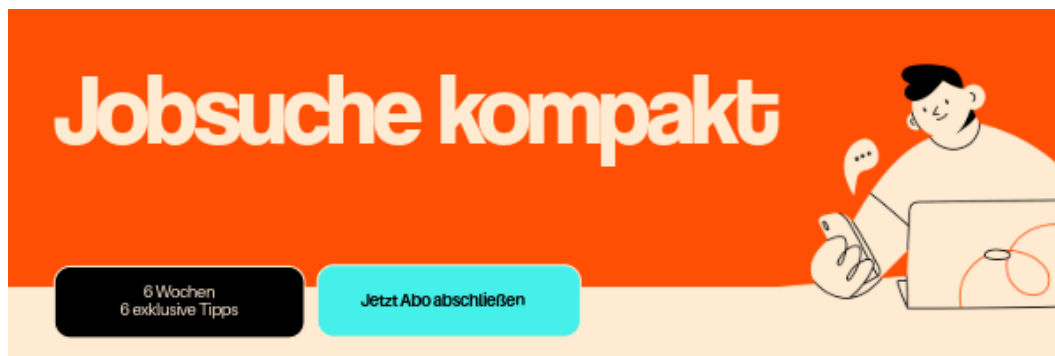 Jobsuche kompakt
6 Wochen
6 exklusive Tipps
Jetzt Abo abschließen